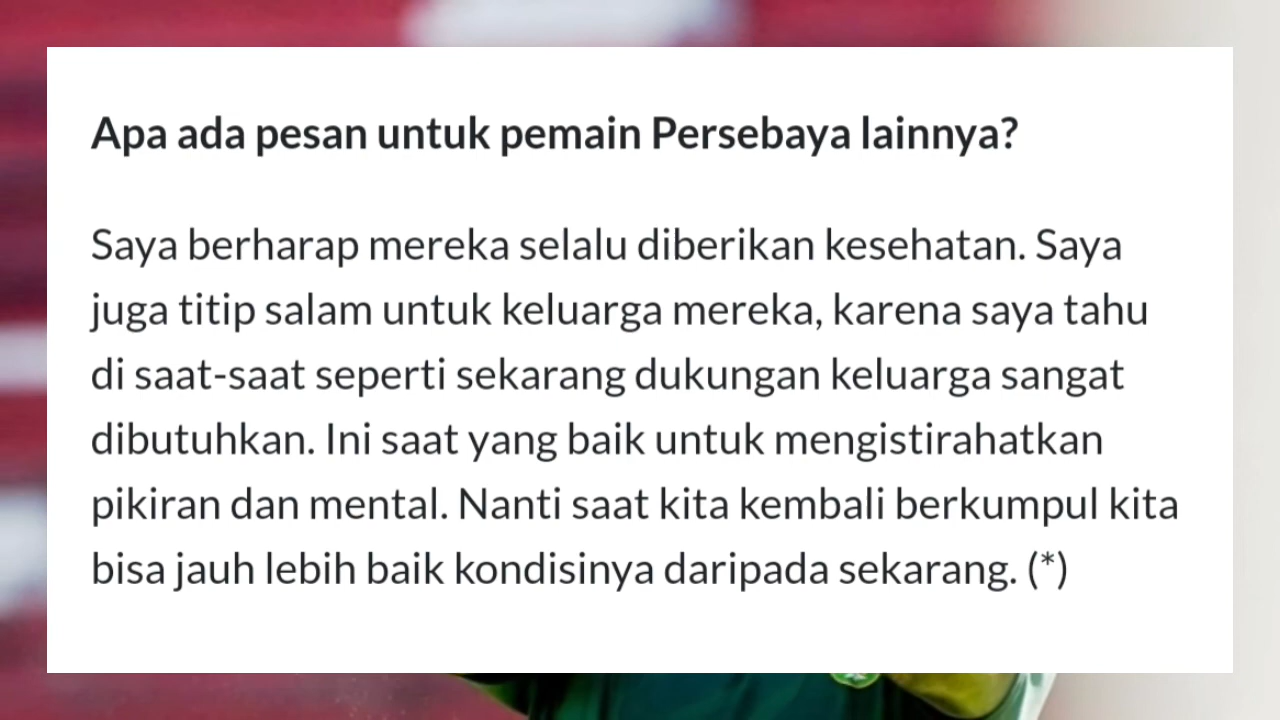 Apa ada pesan untuk pemain Persebaya lainnya?
Saya berharap mereka selalu diberikan kesehatan. Saya
juga titip salam untuk keluarga mereka, karena saya tahu
di saat-saat seperti sekarang dukungan keluarga sangat
dibutuhkan. Ini saat yang baik untuk mengistirahatkan
pikiran dan mental. Nanti saat kita kembali berkumpul kita
bisa jauh lebih baik kondisinya daripada sekarang. (*)